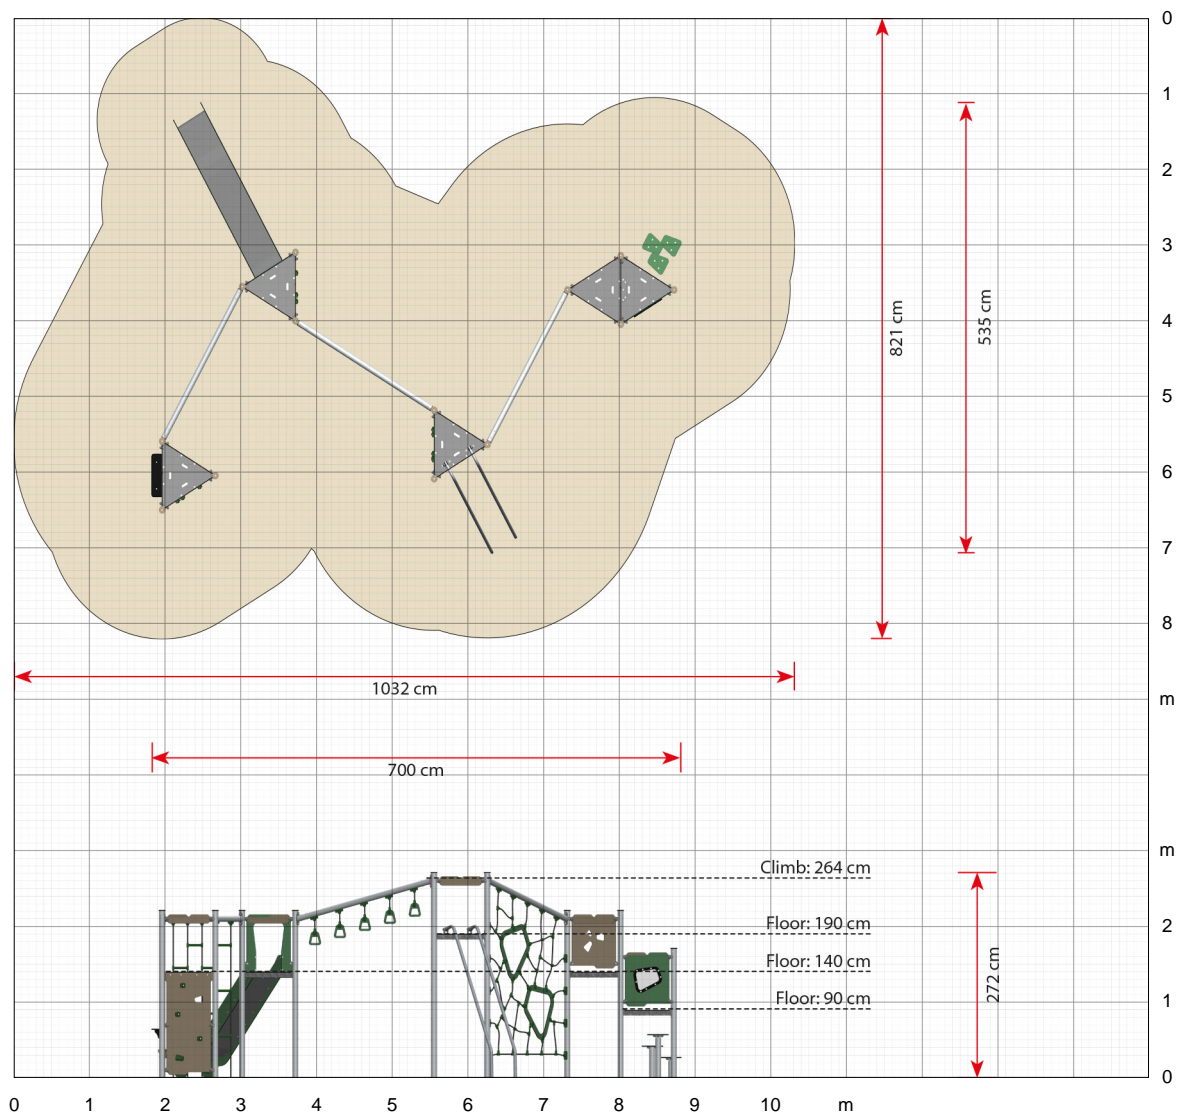 0
1
2
3
4
5
6
7
8
m
m
2
1
0
821 cm
535 cm
1032 cm
700 cm
Climb: 264 cm
Floor: 190 cm
Floor: 140 cm
Floor: 90 cm
272 cm
0 1 2 3 4 5 6 7 8 9 10 m